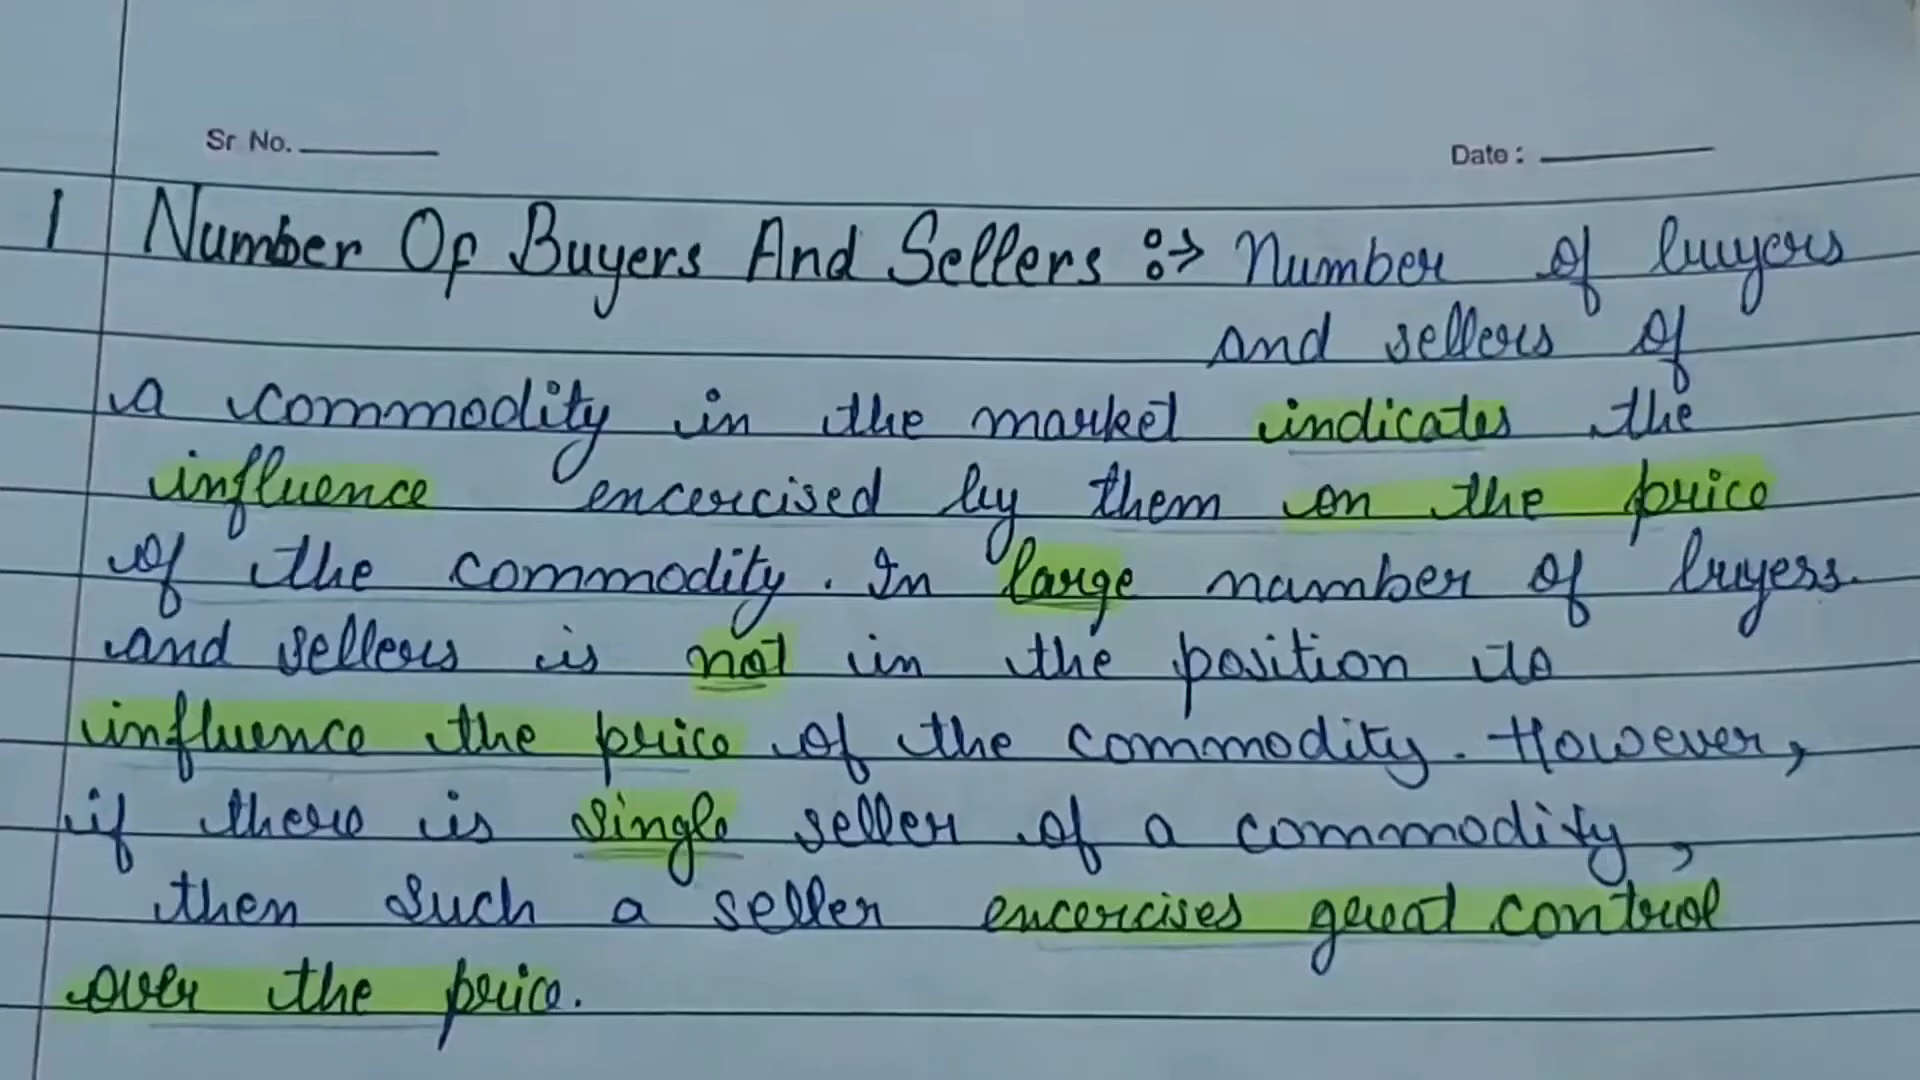 Sr No.
Date:
1 Number Of Buyers And Sellers :→ Number of buyers
and sellers of
a commodity in the market indicates the
influence encercised by them on the price
of the commodity. In large number of buyers
and sellers is not in the position to
influence the price of the commodity. However,
if there is single seller of a commodity,
then such a seller encercises great control
over the price.